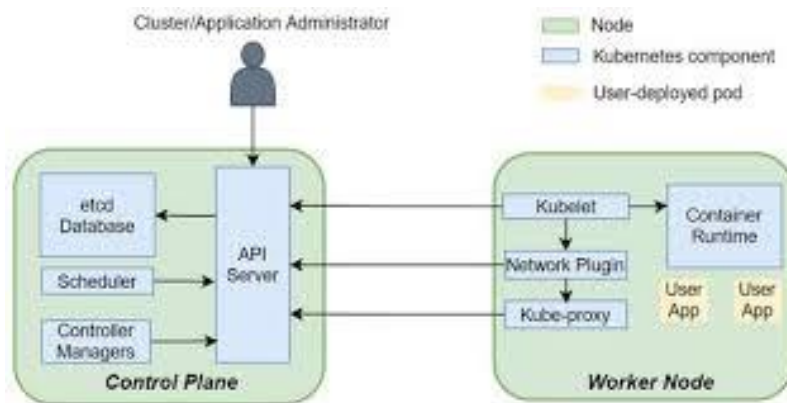 Cluster/Application Administrator
Node
Kubernetes component
User-deployed pod
etcd
Database
API
Server
Scheduler
Controller
Managers
Control Plane
Kubelet
Container
Runtime
Network Plugin
Kube-proxy
User
App
User
App
Worker Node